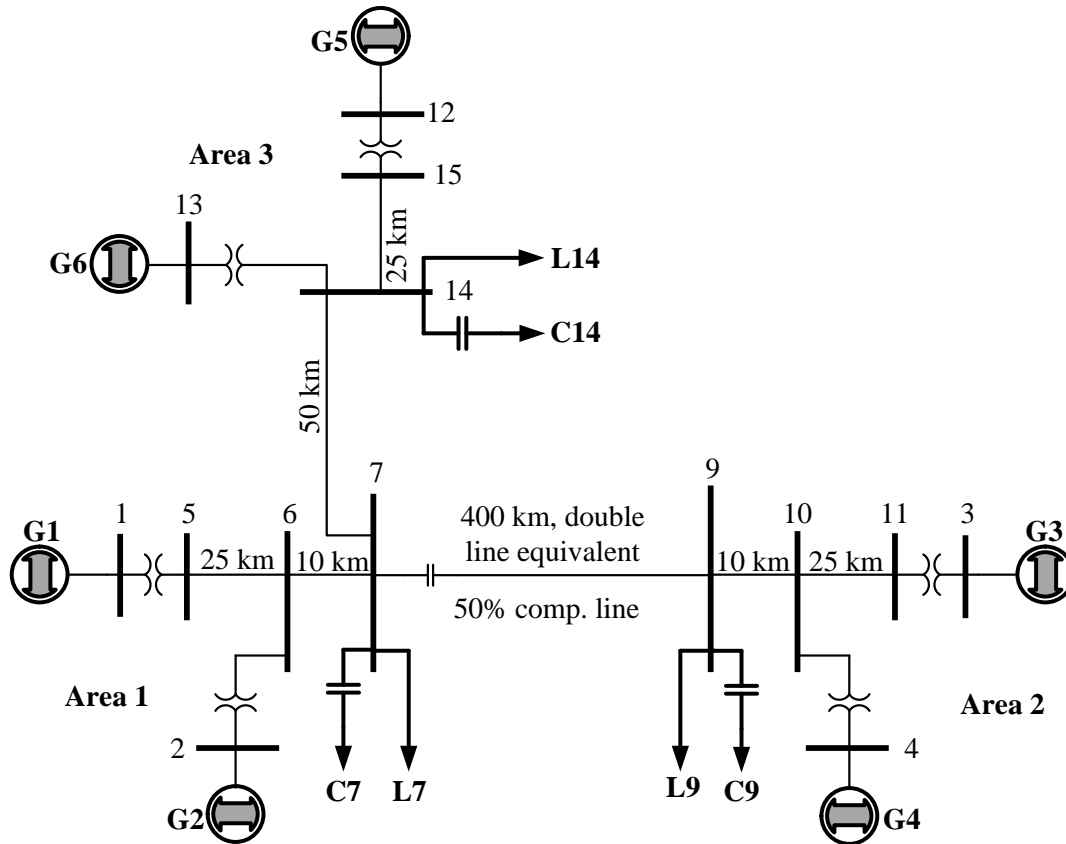 G5
12
Area 3
15
13
25 km
G6
L14
14
C14
50 km
7
9
G1
1
5
6
400 km, double
line equivalent
10
11
3
G3
25 km
10 km
10 km
25 km
50% comp. line
Area 1
Area 2
2
4
C7
L7
L9
C9
G2
G4